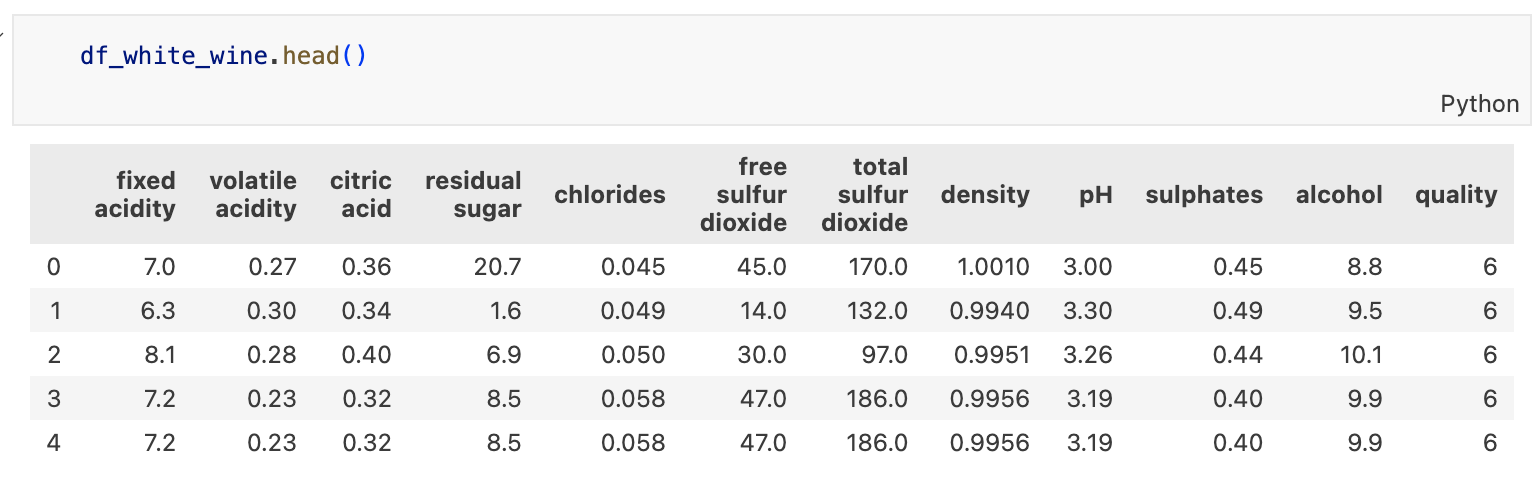 df_white_wine.head()
Python
fixed acidity volatile acidity citric acid residual sugar chlorides free sulfur dioxide total sulfur dioxide density pH sulphates alcohol quality
0 7.0 0.27 0.36 20.7 0.045 45.0 170.0 1.0010 3.00 0.45 8.8 6
1 6.3 0.30 0.34 1.6 0.049 14.0 132.0 0.9940 3.30 0.49 9.5 6
2 8.1 0.28 0.40 6.9 0.050 30.0 97.0 0.9951 3.26 0.44 10.1 6
3 7.2 0.23 0.32 8.5 0.058 47.0 186.0 0.9956 3.19 0.40 9.9 6
4 7.2 0.23 0.32 8.5 0.058 47.0 186.0 0.9956 3.19 0.40 9.9 6